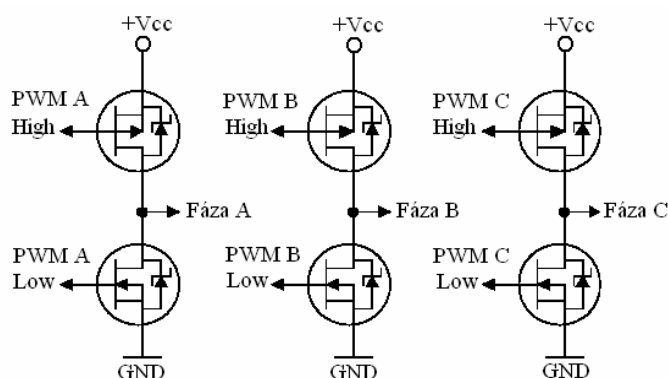 +Vcc +Vcc +Vcc
PWM A PWM B PWM C
High High High
Fáza A Fáza B Fáza C
PWM A PWM B PWM C
Low Low Low
GND GND GND